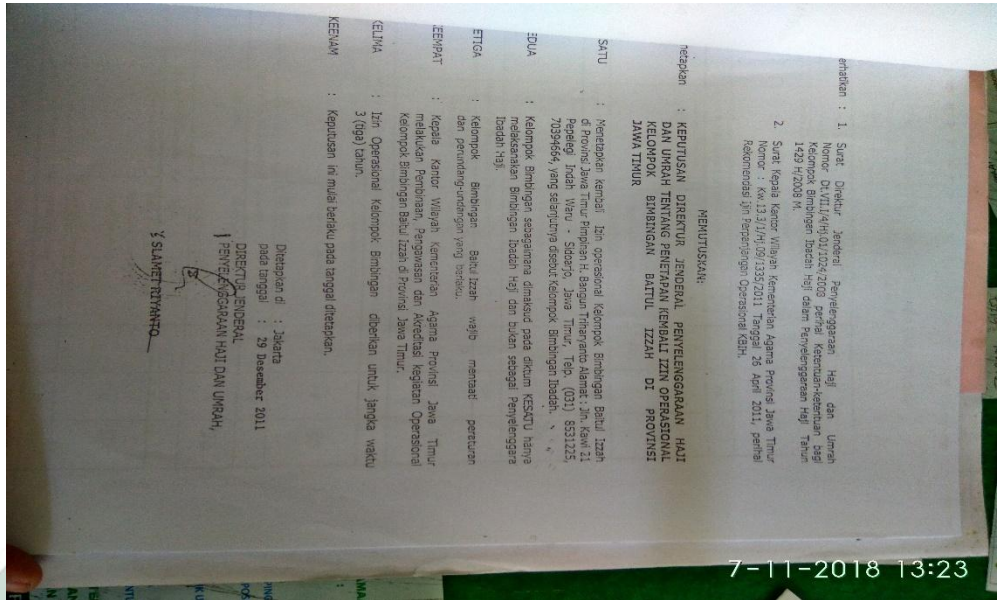 erhatikan : 1. Surat Direktur Jenderal Penyelenggaraan Haji dan Umrah
Nomor Dt.VII.I/4/Hj.01/1024/2008 perihal Ketentuan-ketentuan bagi
Kelompok Bimbingan Ibadah Haji dalam Penyelenggaraan Haji Tahun
1429 H/2008 M.
2. Surat Kepala Kantor Wilayah Kementerian Agama Provinsi Jawa Timur
Nomor : Kw 13.3/1/Hj.09/1335/2011 Tanggal 26 April 2011, perihal
Rekomendasi ijin Perpanjangan Operasional KBIH.
MEMUTUSKAN:
netapkan : KEPUTUSAN DIREKTUR JENDERAL PENYELENGGARAAN HAJI
DAN UMRAH TENTANG PENETAPAN KEMBALI IZIN OPERASIONAL
KELOMPOK BIMBINGAN BAITUL IZZAH DI PROVINSI
JAWA TIMUR
SATU : Menetapkan Kembali Izin operasional Kelompok Bimbingan Baitul Izzah
di Provinsi Jawa Timur Pimpinan H. Bangun Triharyanto Alamat : Jln. Kawi 21
Pepelegi Indah Waru - Sidoarjo, Jawa Timur, Telp. (031) 8531225,
70394664, yang selanjutnya disebut Kelompok Bimbingan Ibadah.
EDUA : Kelompok Bimbingan sebagaimana dimaksud pada diktum KESATU hanya
melaksanakan Bimbingan Ibadah Haji dan bukan sebagai Penyelenggara
Ibadah Haji.
ETIGA : Kelompok Bimbingan Baitul Izzah wajib mentaati peraturan
dan perundang-undangan yang berlaku.
EEMPAT : Kepala Kantor Wilayah Kementerian Agama Provinsi Jawa Timur
melakukan Pembinaan, Pengawasan dan Akreditasi kegiatan Operasional
Kelompok Bimbingan Baitul Izzah di Provinsi Jawa Timur.
KELIMA : Izin Operasional Kelompok Bimbingan diberikan untuk jangka waktu
3 (tiga) tahun.
KEENAM : Keputusan ini mulai berlaku pada tanggal ditetapkan.
Ditetapkan di : Jakarta
pada tanggal : 29 Desember 2011
DIREKTUR JENDERAL
PENYELENGGARAAN HAJI DAN UMRAH,
SLAMET RIYANTO
7-11-2018 13:23